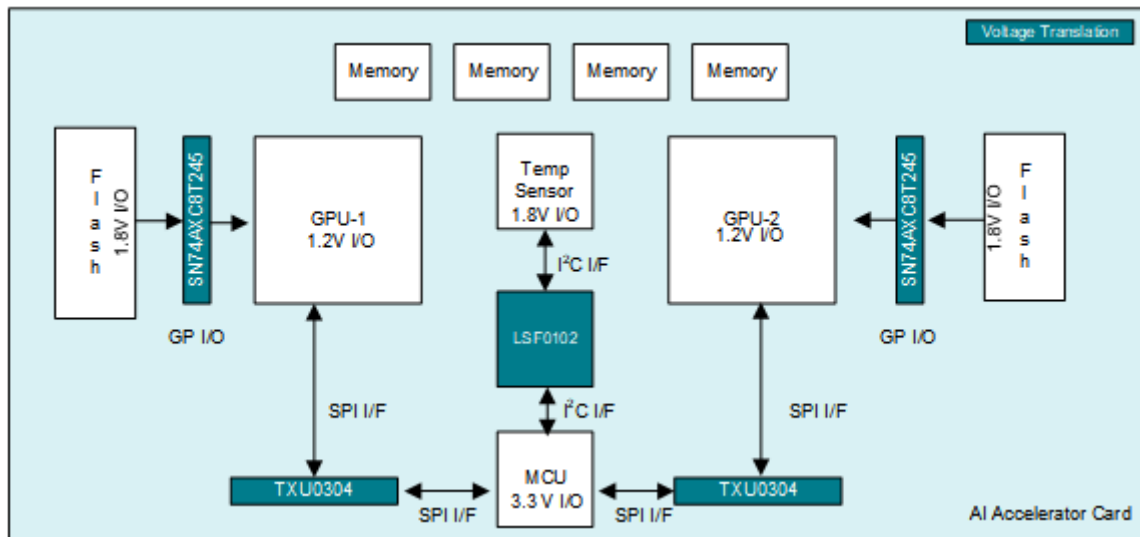 Voltage Translation
Memory
Memory
Memory
Memory
Flash
1.8V I/O
SN74AXC8T245
GP I/O
GPU-1
1.2V I/O
Temp
Sensor
1.8V I/O
I²C I/F
LSF0102
I²C I/F
GPU-2
1.2V I/O
SN74AXC8T245
GP I/O
1.8V I/O
Flash
SPI I/F
SPI I/F
TXU0304
SPI I/F
MCU
3.3 V I/O
SPI I/F
TXU0304
AI Accelerator Card